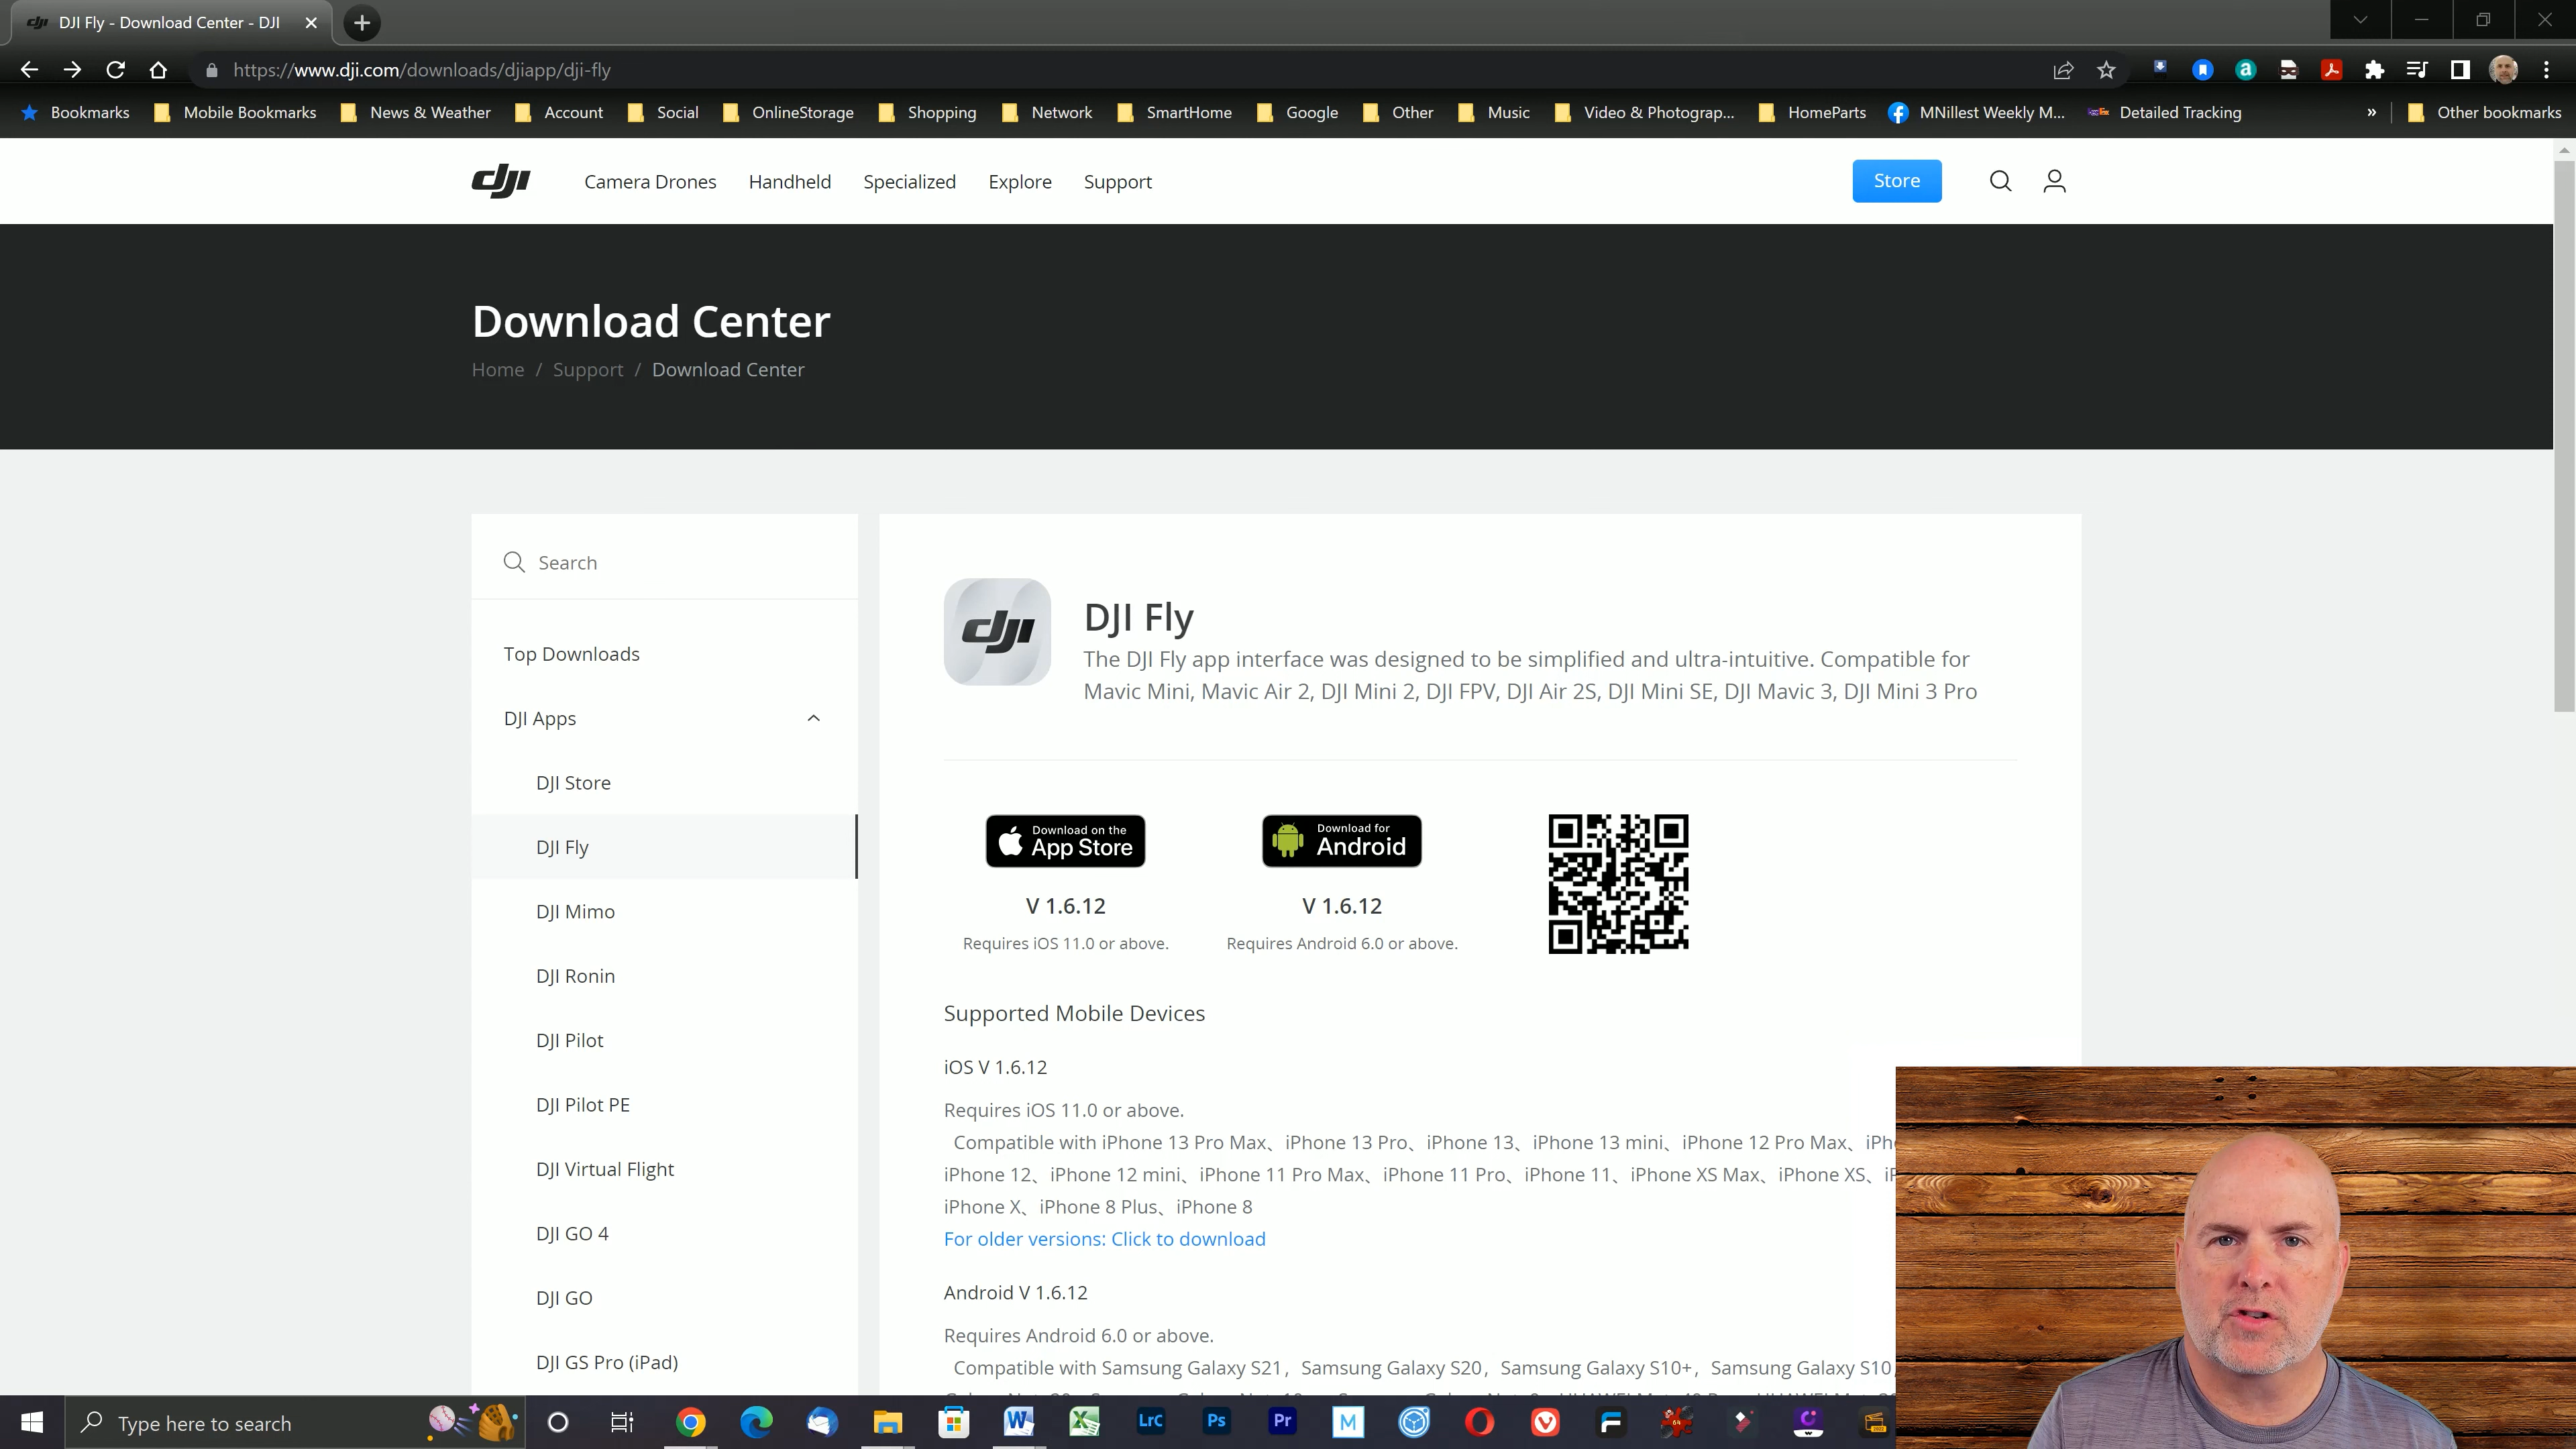 DJI Fly - Download Center - DJI
https://www.dji.com/downloads/djiapp/dji-fly
Bookmarks Mobile Bookmarks News & Weather Account Social OnlineStorage Shopping Network SmartHome Google Other Music Video & Photograp... HomeParts MNillest Weekly M... Detailed Tracking » Other bookmarks
dji Camera Drones Handheld Specialized Explore Support Store
Download Center
Home / Support / Download Center
Search
Top Downloads
DJI Apps
DJI Store
DJI Fly
DJI Mimo
DJI Ronin
DJI Pilot
DJI Pilot PE
DJI Virtual Flight
DJI GO 4
DJI GO
DJI GS Pro (iPad)
dji
DJI Fly
The DJI Fly app interface was designed to be simplified and ultra-intuitive. Compatible for
Mavic Mini, Mavic Air 2, DJI Mini 2, DJI FPV, DJI Air 2S, DJI Mini SE, DJI Mavic 3, DJI Mini 3 Pro
Download on the
App Store
Download for
Android
V 1.6.12 V 1.6.12
Requires iOS 11.0 or above. Requires Android 6.0 or above.
Supported Mobile Devices
iOS V 1.6.12
Requires iOS 11.0 or above.
Compatible with iPhone 13 Pro Max、iPhone 13 Pro、iPhone 13、iPhone 13 mini、iPhone 12 Pro Max、
iPhone 12、iPhone 12 mini、iPhone 11 Pro Max、iPhone 11 Pro、iPhone 11、iPhone XS Max、iPhone XS、
iPhone X、iPhone 8 Plus、iPhone 8
For older versions: Click to download
Android V 1.6.12
Requires Android 6.0 or above.
Compatible with Samsung Galaxy S21, Samsung Galaxy S20, Samsung Galaxy S10+, Samsung Galaxy S10
Type here to search
LrC Ps Pr M